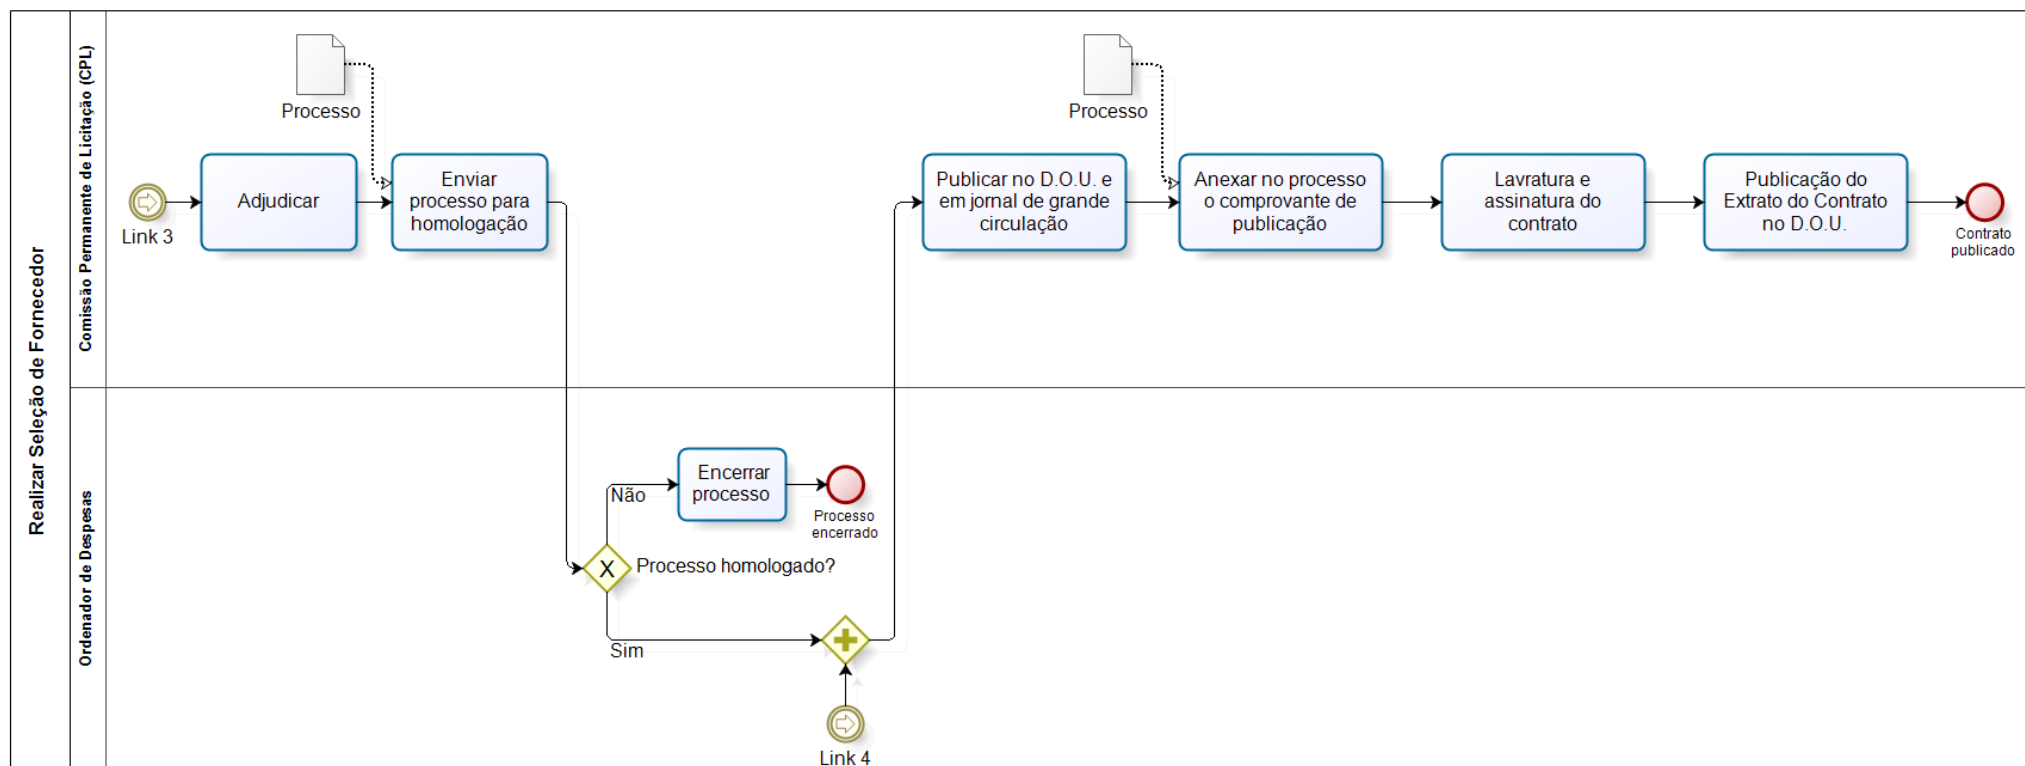 Realizar Seleção de Fornecedor
Comissão Permanente de Licitação (CPL)
Processo
Link 3
Adjudicar
Enviar
processo para
homologação
Publicar no D.O.U. e
em jornal de grande
circulação
Processo
Anexar no processo
o comprovante de
publicação
Lavratura e
assinatura do
contrato
Publicação do
Extrato do Contrato
no D.O.U.
Contrato
publicado
Ordenador de Despesas
Não
Encerrar
processo
Processo
encerrado
X
Processo homologado?
Sim
Link 4